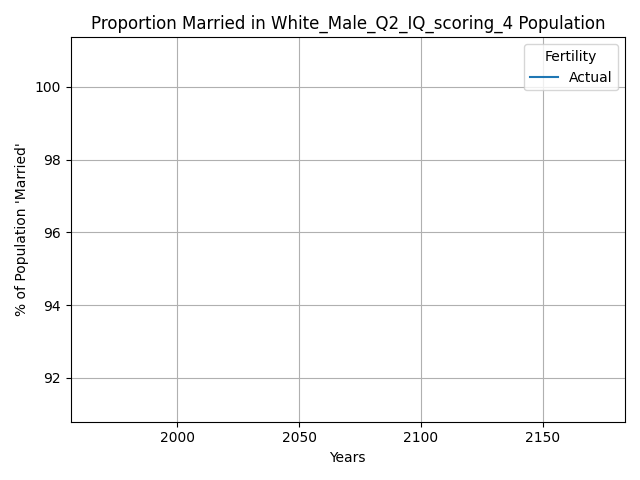 Proportion Married in White_Male_Q2_IQ_scoring_4 Population
Fertility
Actual
% of Population 'Married'
100
98
96
94
92
2000 2050 2100 2150
Years